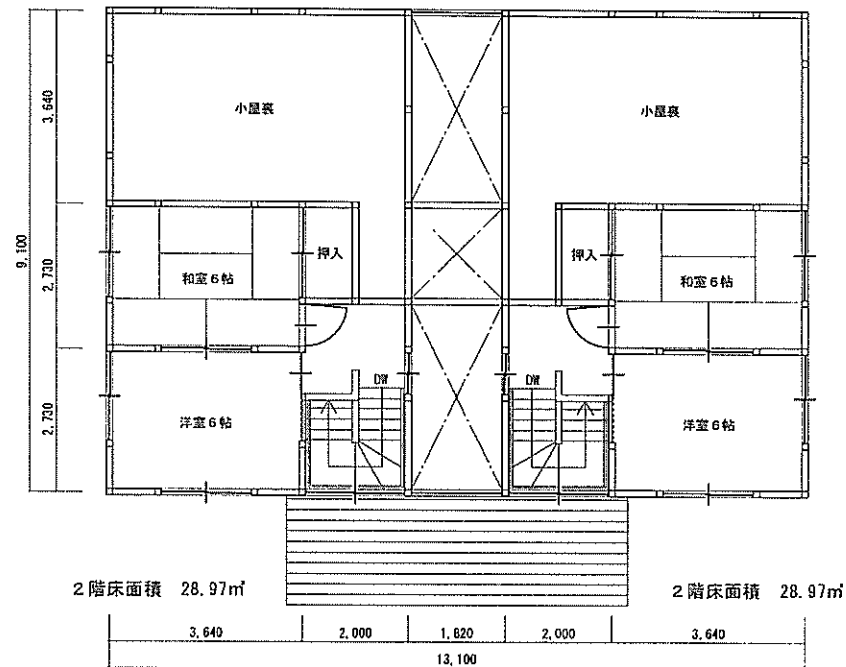 小屋裏
小屋裏
3,640
9,100
2,730
2,730
押入
押入
和室6帖
和室6帖
DW
DW
洋室6帖
洋室6帖
2階床面積 28.97㎡
2階床面積 28.97㎡
3,640 2,000 1,820 2,000 3,640
13,100